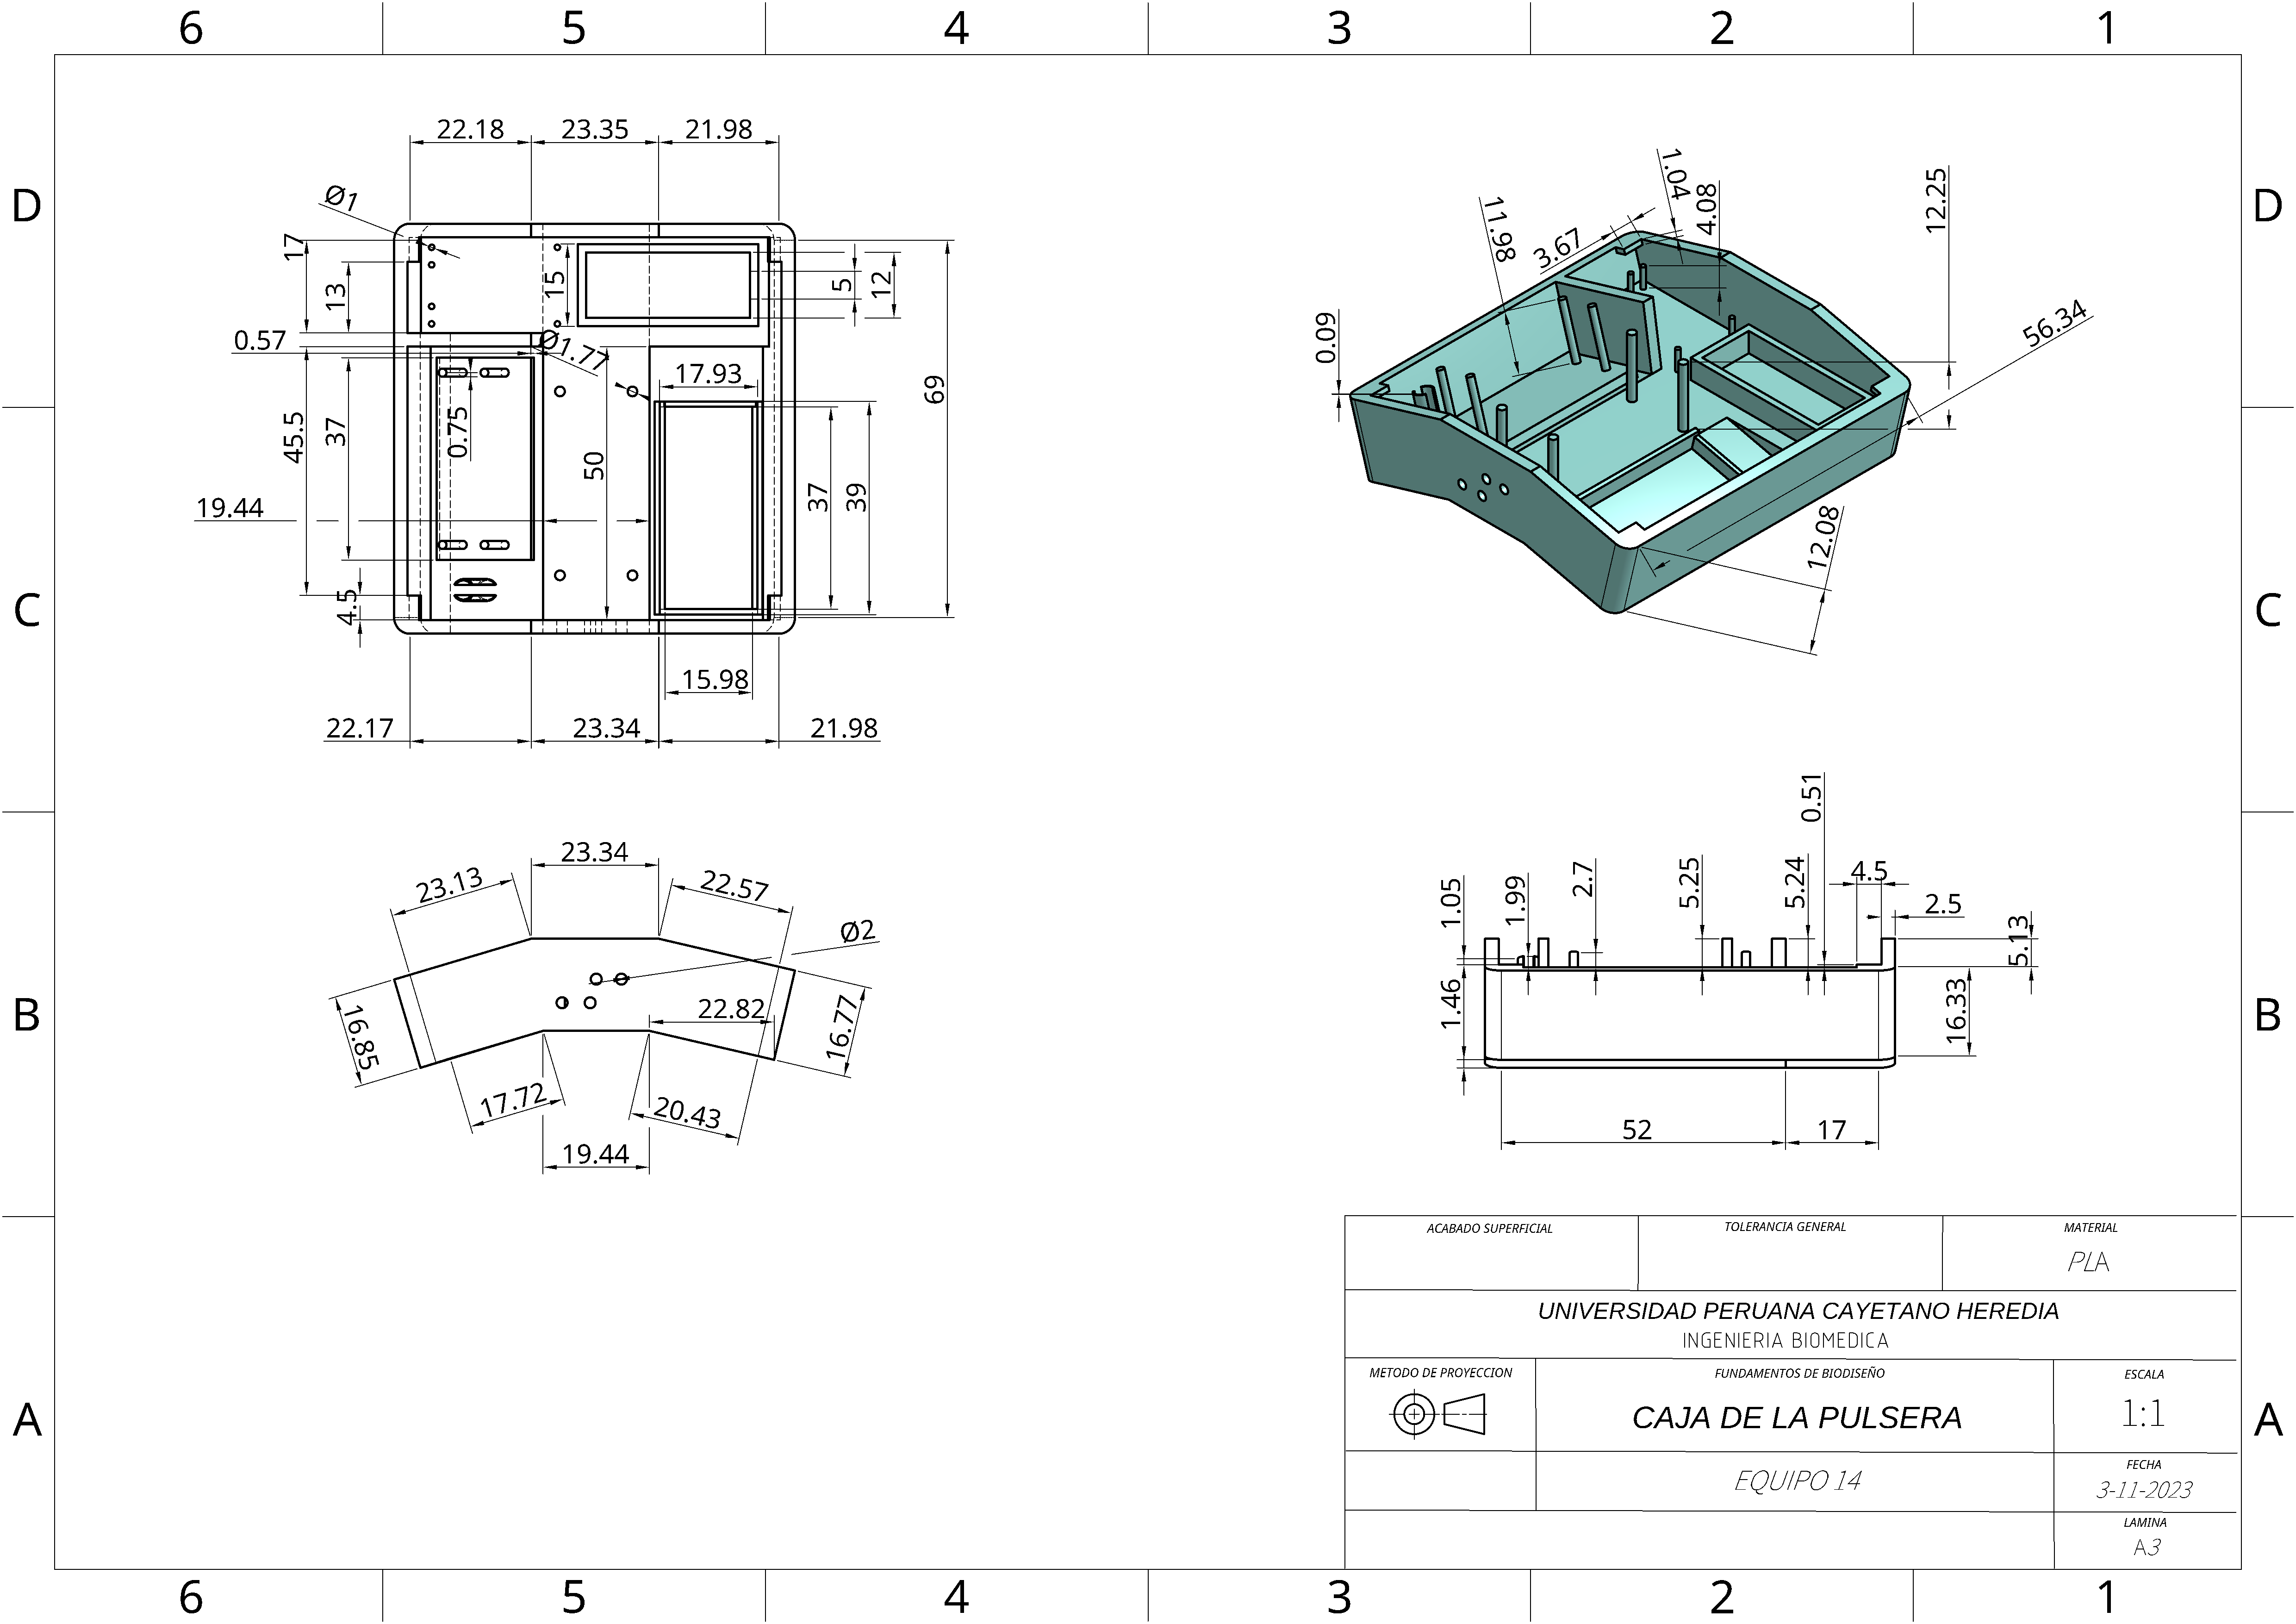 6 5 4 3 2 1
D
C
B
A
D
C
B
A
22.18 23.35 21.98
Ø1
17
13
15
5
12
0.57
Ø1.77
17.93
69
45.5
37
0.75
50
37
39
19.44
4.5
15.98
22.17 23.34 21.98
1.04
4.08
12.25
11.98
3.67
56.34
0.09
12.08
23.34
23.13
22.57
Ø2
22.82
16.85
16.77
17.72
20.43
19.44
0.51
1.05
1.99
2.7
5.25
5.24
4.5
2.5
5.13
1.46
16.33
52 17
ACABADO SUPERFICIAL
TOLERANCIA GENERAL
MATERIAL
PLA
UNIVERSIDAD PERUANA CAYETANO HEREDIA
INGENIERIA BIOMEDICA
METODO DE PROYECCION
FUNDAMENTOS DE BIODISEÑO
CAJA DE LA PULSERA
ESCALA
1:1
EQUIPO 14
FECHA
3-11-2023
LAMINA
A3
6 5 4 3 2 1